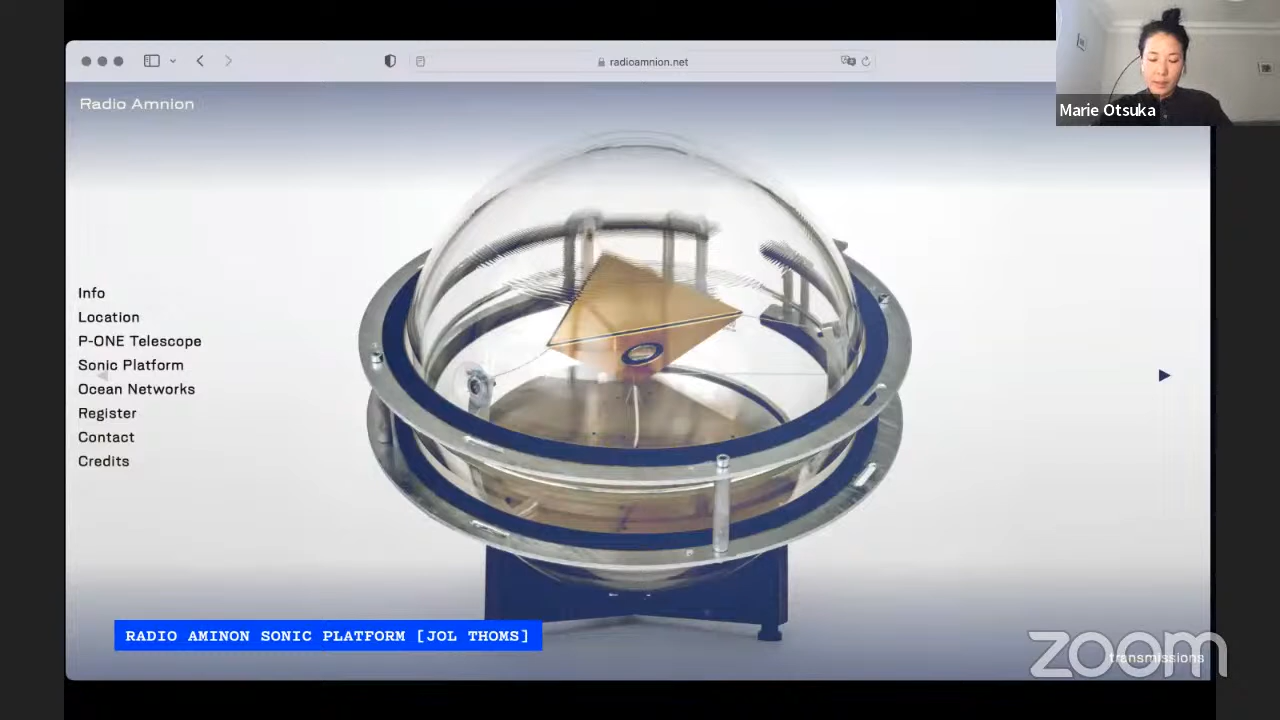 radioamnion.net
Radio Amnion
Marie Otsuka
Info
Location
P-ONE Telescope
Sonic Platform
Ocean Networks
Register
Contact
Credits
RADIO AMINON SONIC PLATFORM [JOL THOMS]
zoom
transmissions